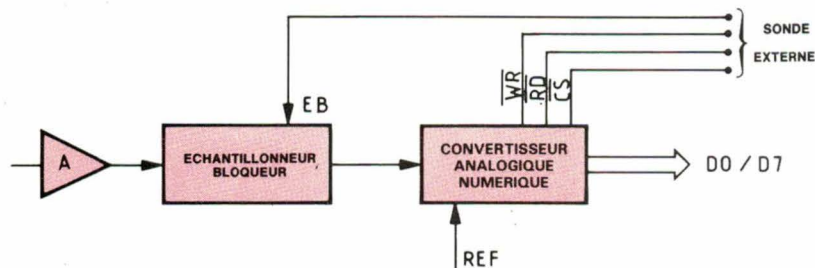 SONDE
EXTERNE
WR
RD
CS
EB
A
ECHANTILLONNEUR
BLOQUEUR
CONVERTISSEUR
ANALOGIQUE
NUMERIQUE
D0 / D7
REF